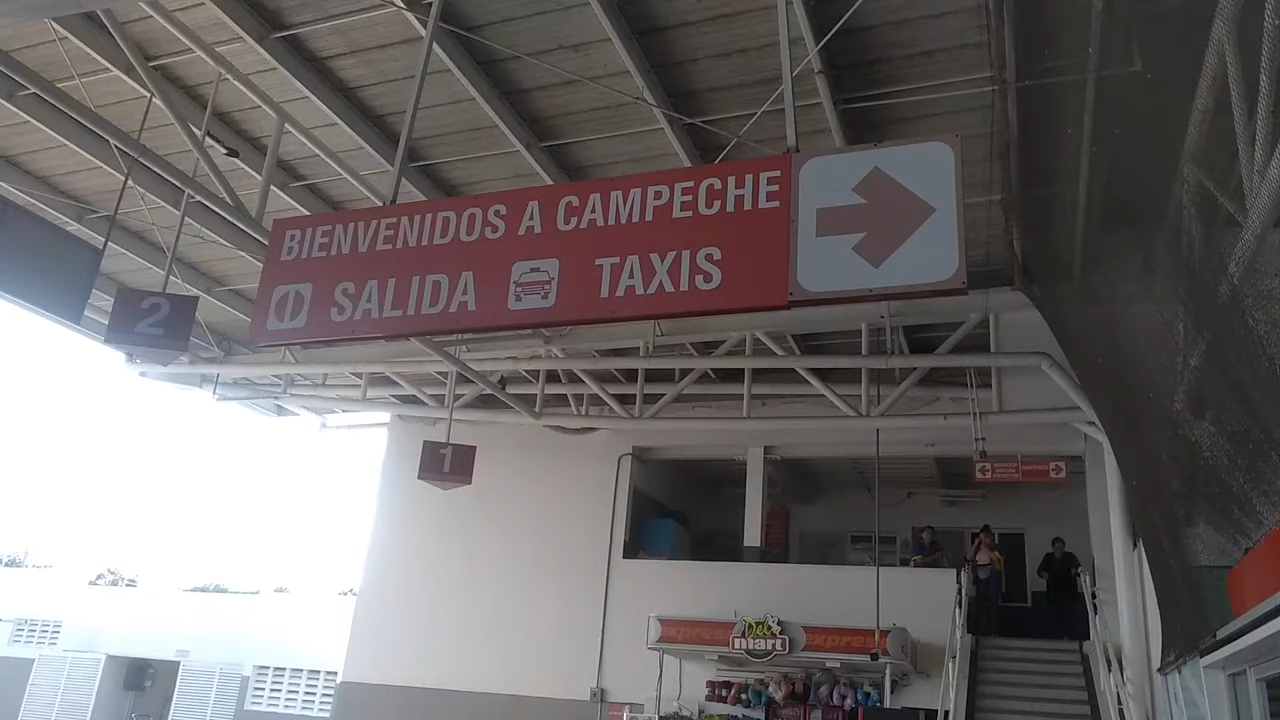 BIENVENIDOS A CAMPECHE
SALIDA TAXIS
2
1
express Del mart express